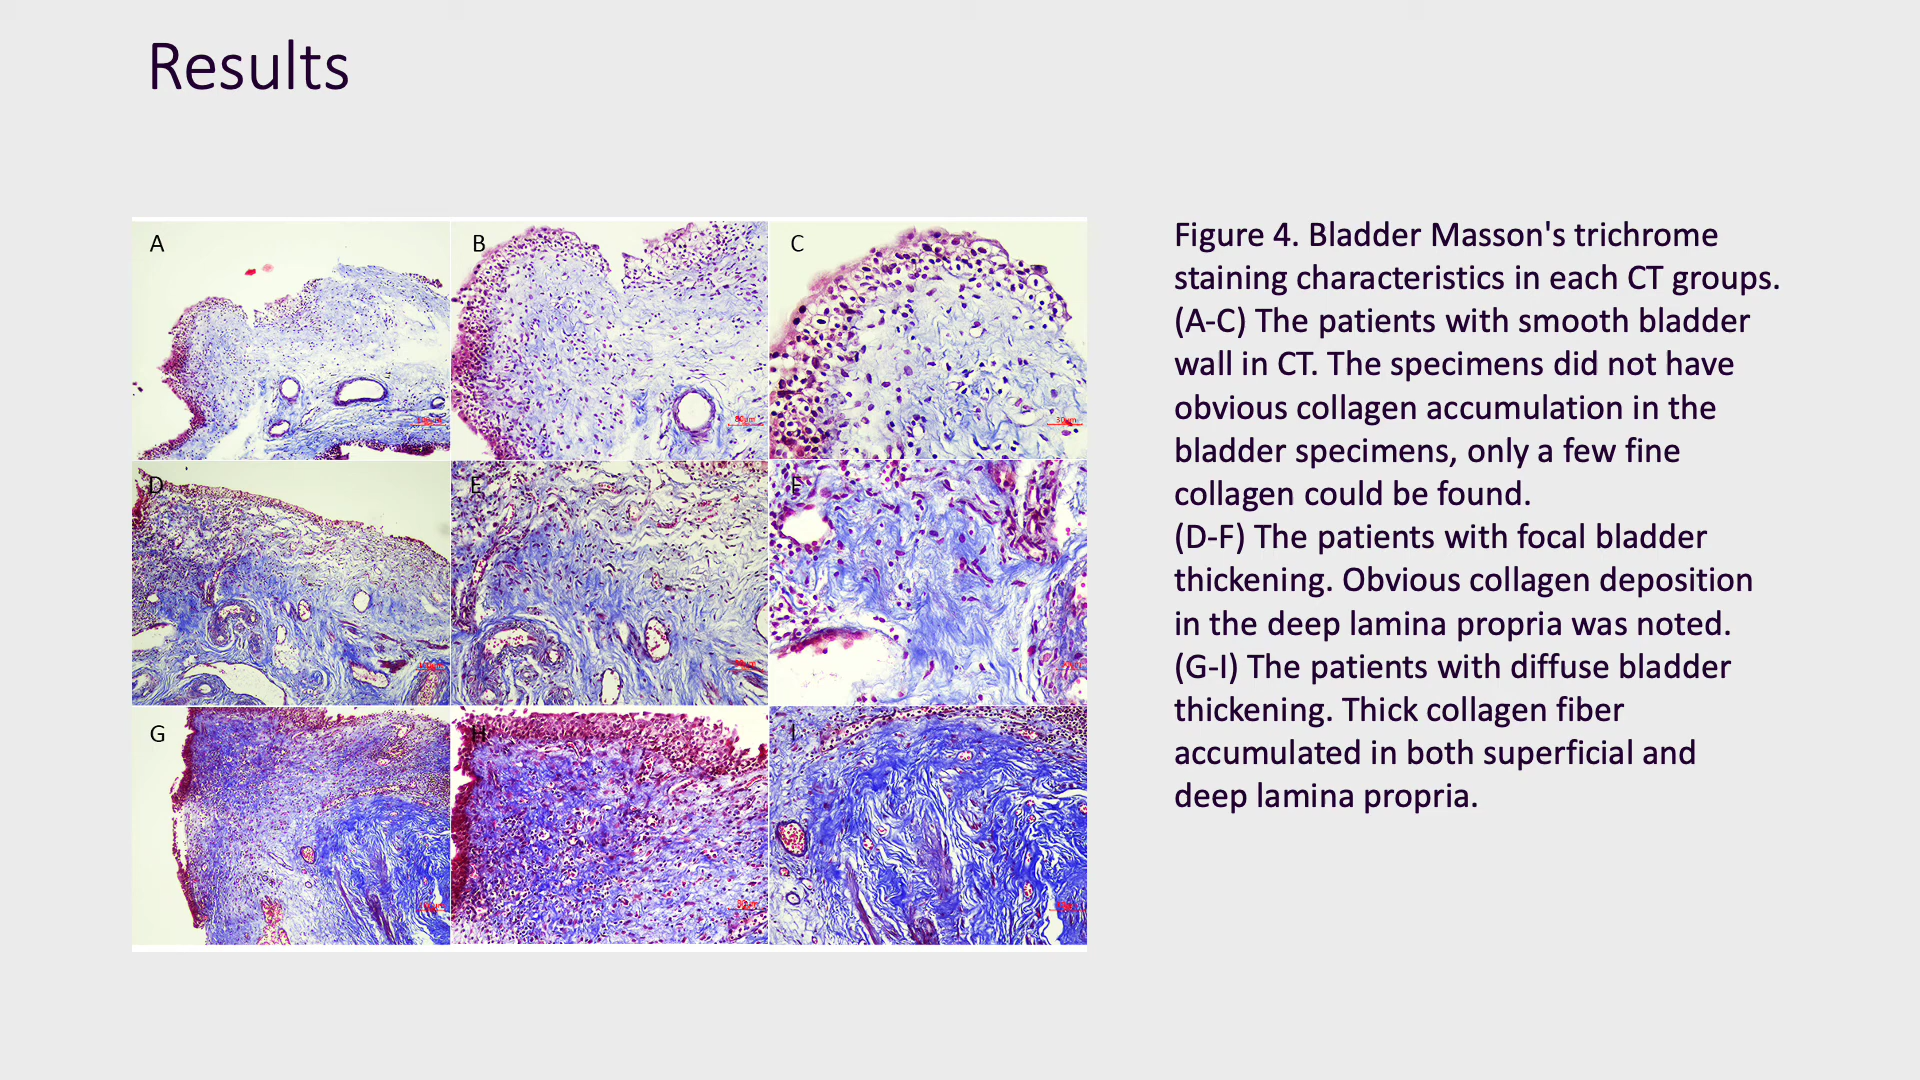 Results
A
B
C
D
E
F
G
H
I
80µm
30µm
Figure 4. Bladder Masson's trichrome
staining characteristics in each CT groups.
(A-C) The patients with smooth bladder
wall in CT. The specimens did not have
obvious collagen accumulation in the
bladder specimens, only a few fine
collagen could be found.
(D-F) The patients with focal bladder
thickening. Obvious collagen deposition
in the deep lamina propria was noted.
(G-I) The patients with diffuse bladder
thickening. Thick collagen fiber
accumulated in both superficial and
deep lamina propria.